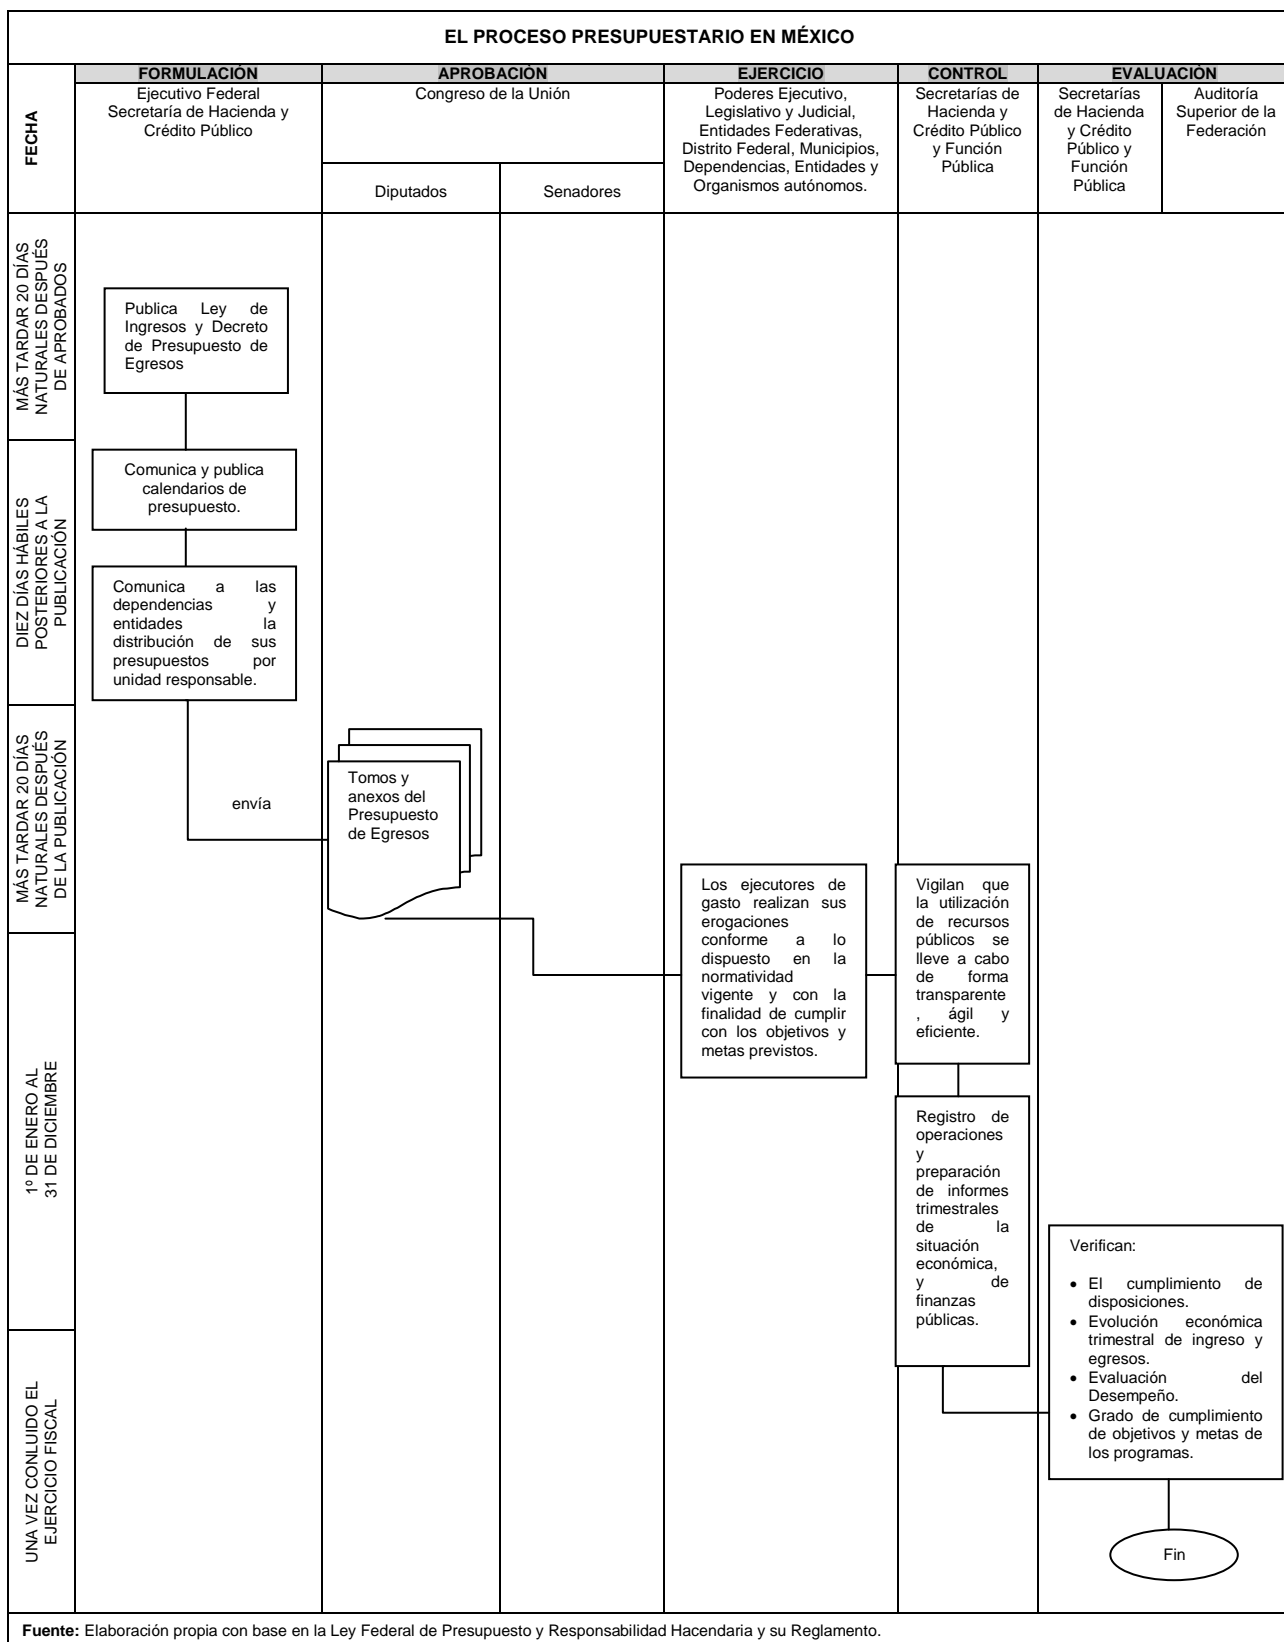 EL PROCESO PRESUPUESTARIO EN MÉXICO
FECHA
FORMULACIÓN
APROBACIÓN
EJERCICIO
CONTROL
EVALUACIÓN
Ejecutivo Federal
Secretaría de Hacienda y
Crédito Público
Congreso de la Unión
Diputados
Senadores
Poderes Ejecutivo,
Legislativo y Judicial,
Entidades Federativas,
Distrito Federal, Municipios,
Dependencias, Entidades y
Organismos autónomos.
Secretarías de
Hacienda y
Crédito Público
y Función
Pública
Secretarías
de Hacienda
y Crédito
Público y
Función
Pública
Auditoría
Superior de la
Federación
MÁS TARDAR 20 DÍAS
NATURALES DESPUÉS
DE APROBADOS
Publica Ley de
Ingresos y Decreto
de Presupuesto de
Egresos
DIEZ DÍAS HÁBILES
POSTERIORES A LA
PUBLICACIÓN
Comunica y publica
calendarios de
presupuesto.
Comunica a las
dependencias y
entidades la
distribución de sus
presupuestos por
unidad responsable.
MÁS TARDAR 20 DÍAS
NATURALES DESPUÉS
DE LA PUBLICACIÓN
envía
Tomos y
anexos del
Presupuesto
de Egresos
1º DE ENERO AL
31 DE DICIEMBRE
Los ejecutores de
gasto realizan sus
erogaciones
conforme a lo
dispuesto en la
normatividad
vigente y con la
finalidad de cumplir
con los objetivos y
metas previstos.
Vigilan que
la utilización
de recursos
públicos se
lleve a cabo
de forma
transparente
, ágil y
eficiente.
Registro de
operaciones
y
preparación
de informes
trimestrales
de la
situación
económica,
y de
finanzas
públicas.
UNA VEZ CONLUIDO EL
EJERCICIO FISCAL
Verifican:
• El cumplimiento de
disposiciones.
• Evolución económica
trimestral de ingreso y
egresos.
• Evaluación del
Desempeño.
• Grado de cumplimiento
de objetivos y metas de
los programas.
Fin
Fuente: Elaboración propia con base en la Ley Federal de Presupuesto y Responsabilidad Hacendaria y su Reglamento.